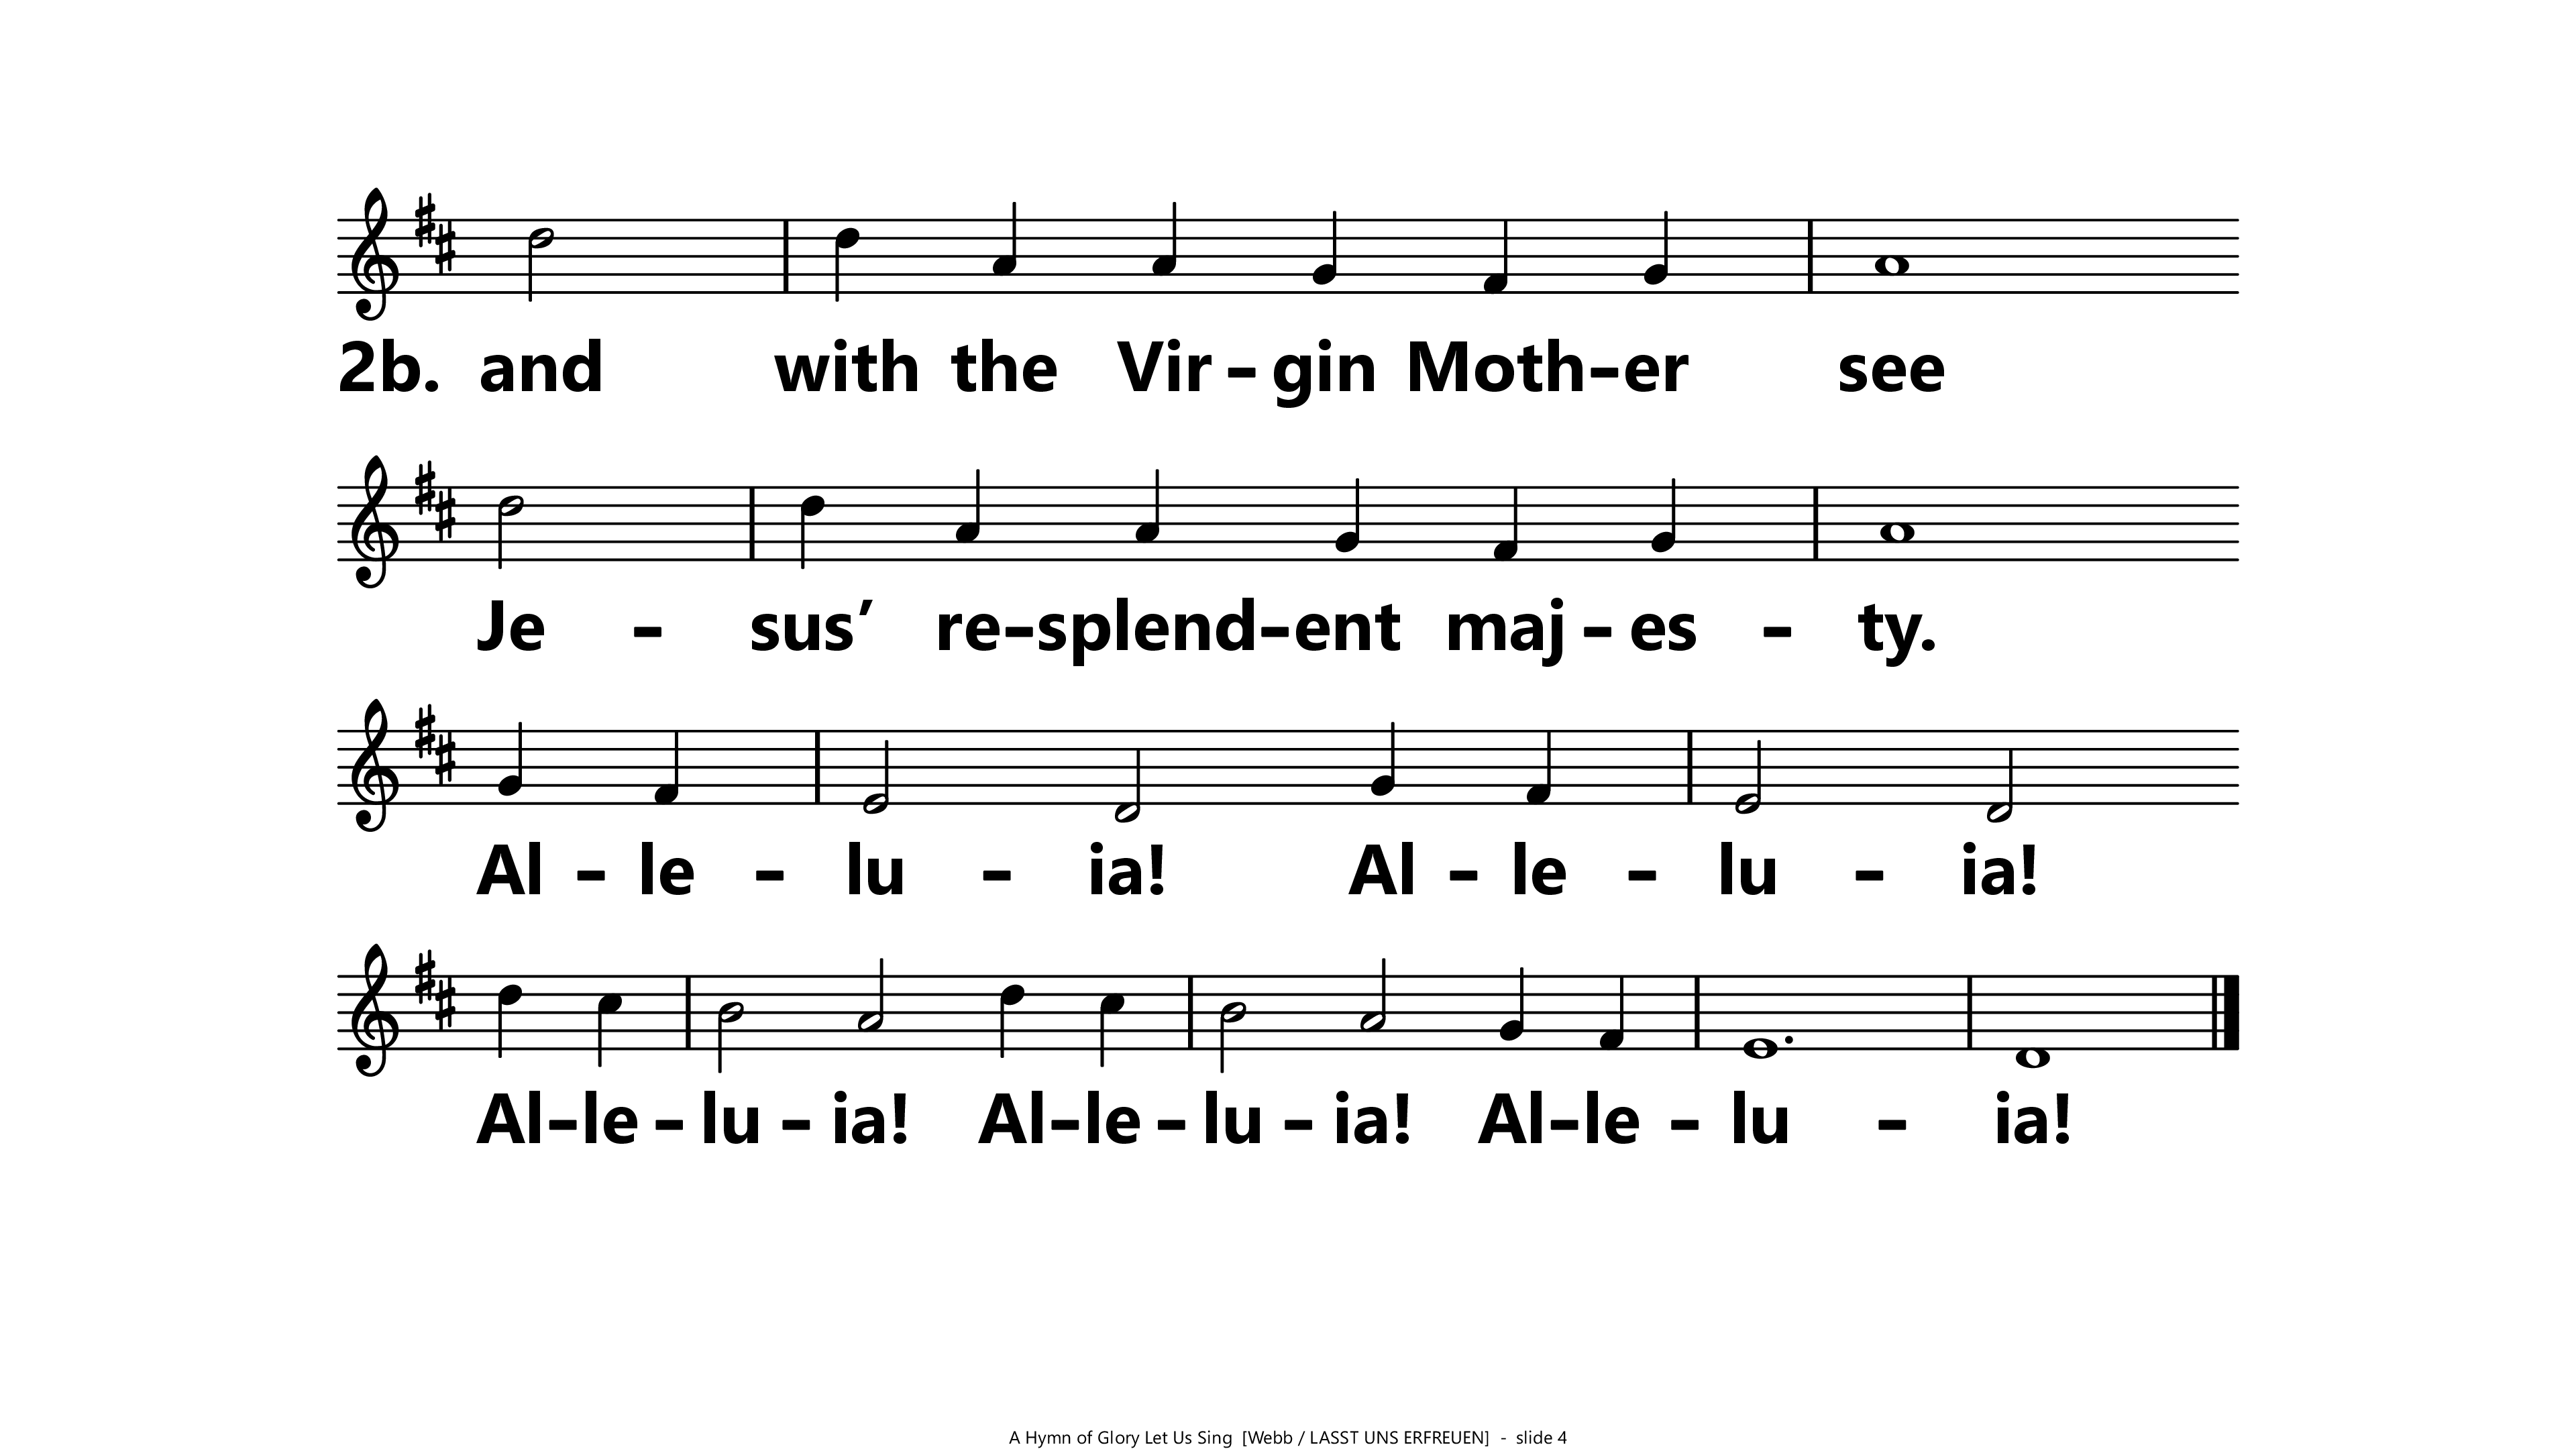 2b. and with the Vir - gin Moth-er see
Je - sus’ re-splend-ent maj - es - ty.
Al - le - lu - ia! Al - le - lu - ia!
Al-le - lu - ia! Al-le - lu - ia! Al-le - lu - ia!
A Hymn of Glory Let Us Sing [Webb / LASST UNS ERFREUEN] - slide 4